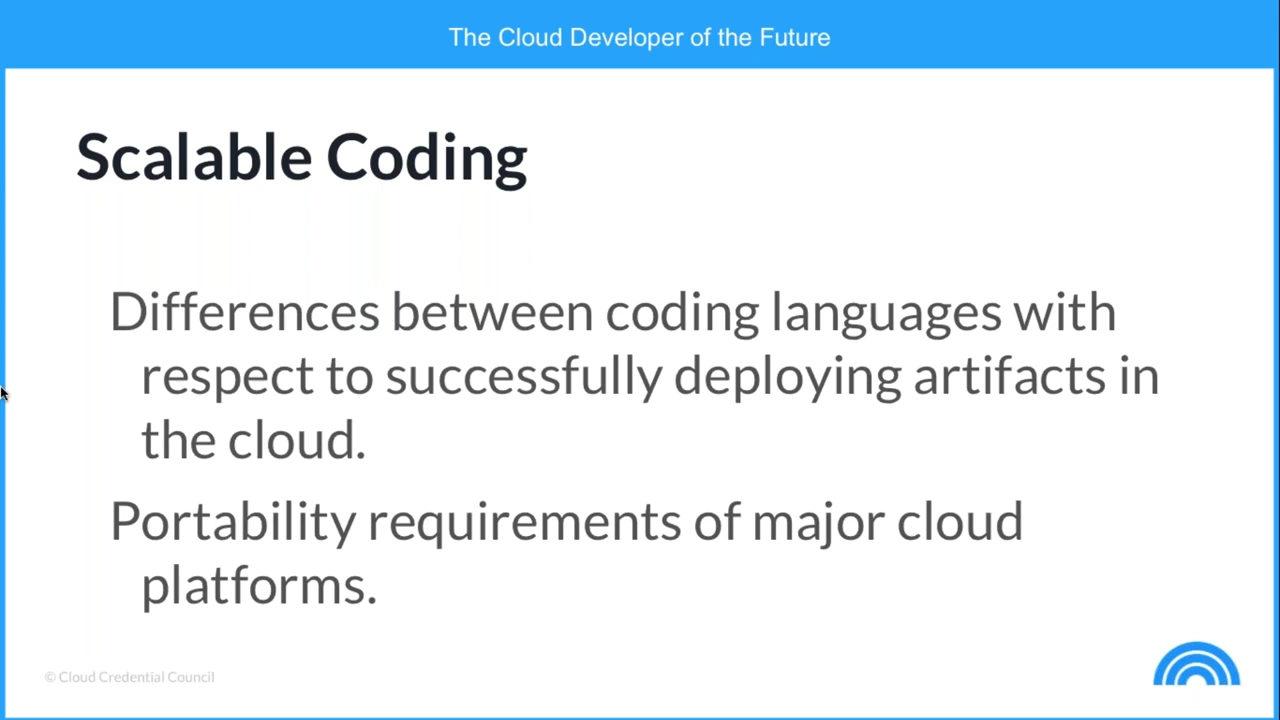 The Cloud Developer of the Future
Scalable Coding
Differences between coding languages with
respect to successfully deploying artifacts in
the cloud.
Portability requirements of major cloud
platforms.
© Cloud Credential Council